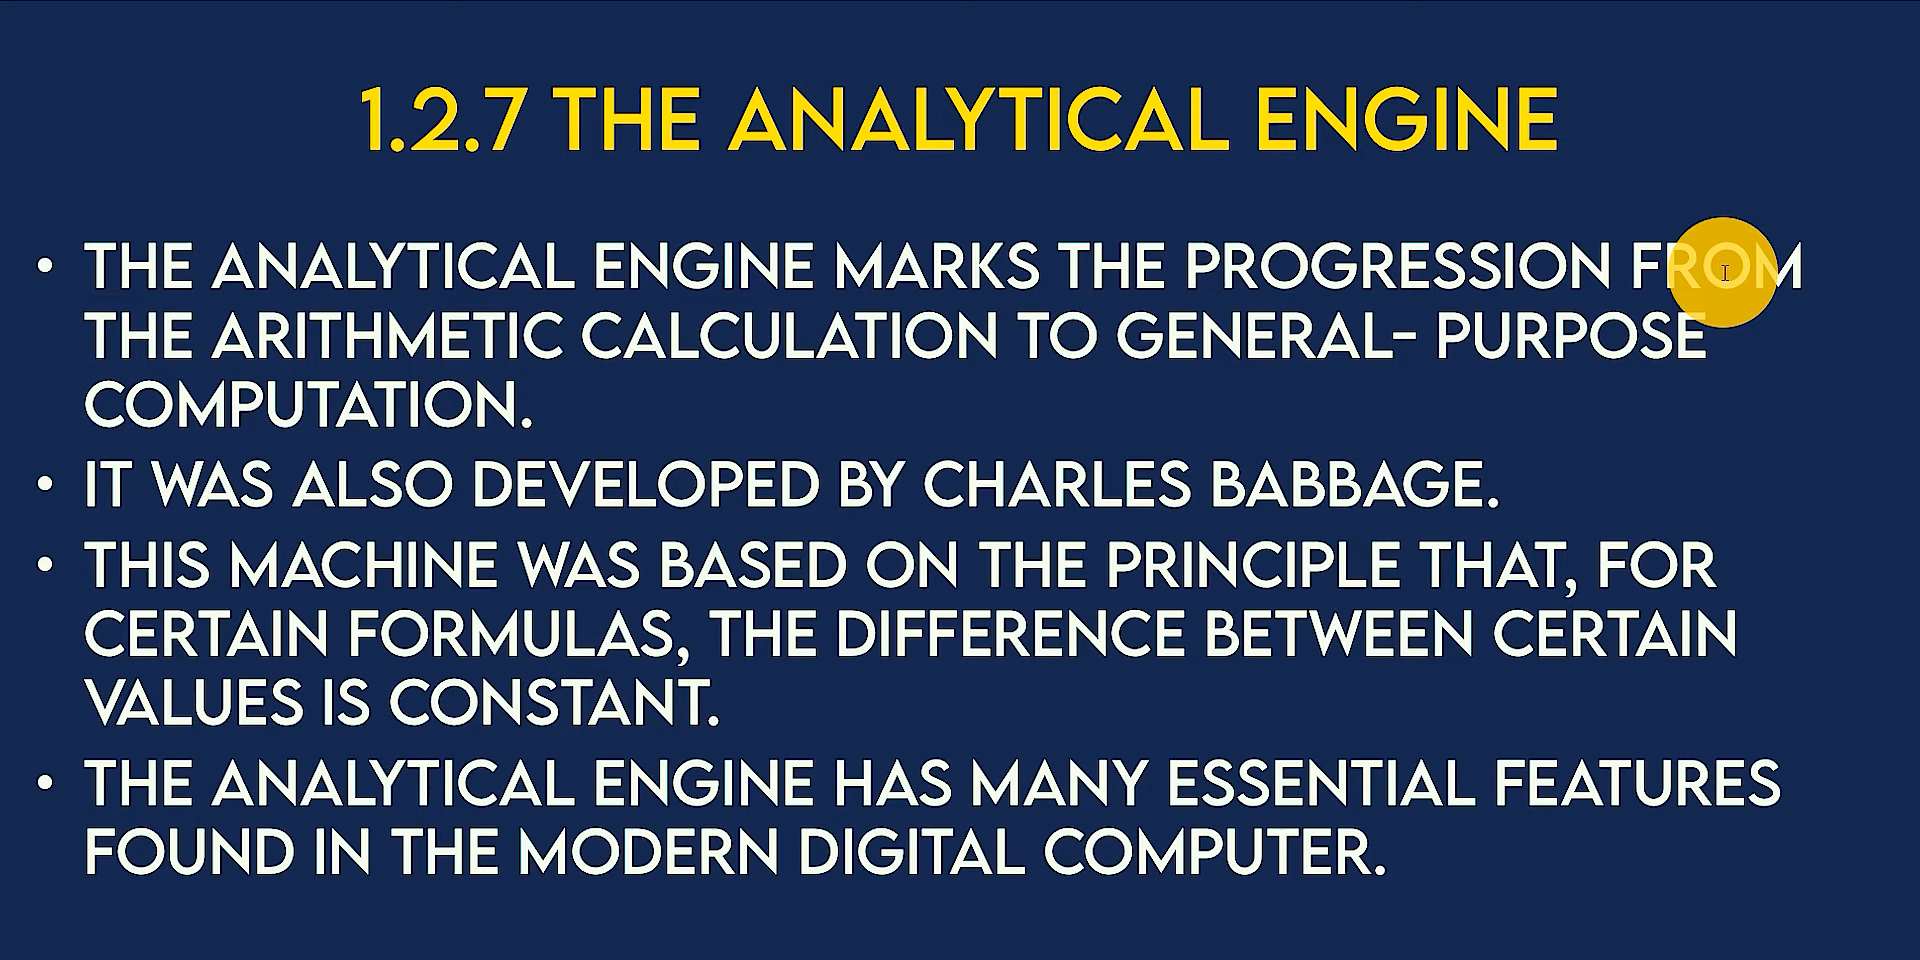 1.2.7 THE ANALYTICAL ENGINE
• THE ANALYTICAL ENGINE MARKS THE PROGRESSION FROM
THE ARITHMETIC CALCULATION TO GENERAL- PURPOSE
COMPUTATION.
• IT WAS ALSO DEVELOPED BY CHARLES BABBAGE.
• THIS MACHINE WAS BASED ON THE PRINCIPLE THAT, FOR
CERTAIN FORMULAS, THE DIFFERENCE BETWEEN CERTAIN
VALUES IS CONSTANT.
• THE ANALYTICAL ENGINE HAS MANY ESSENTIAL FEATURES
FOUND IN THE MODERN DIGITAL COMPUTER.